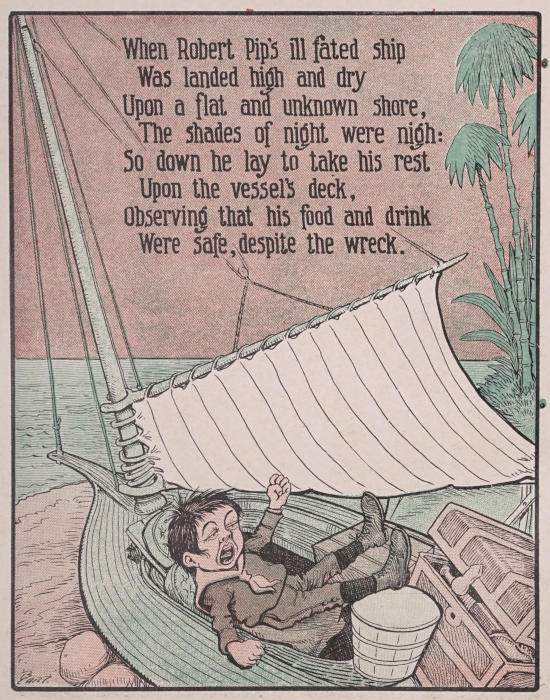 When Robert Pip's ill fated ship
Was landed high and dry
Upon a flat and unknown shore,
The shades of night were nigh:
So down he lay to take his rest
Upon the vessel's deck,
Observing that his food and drink
Were safe, despite the wreck.